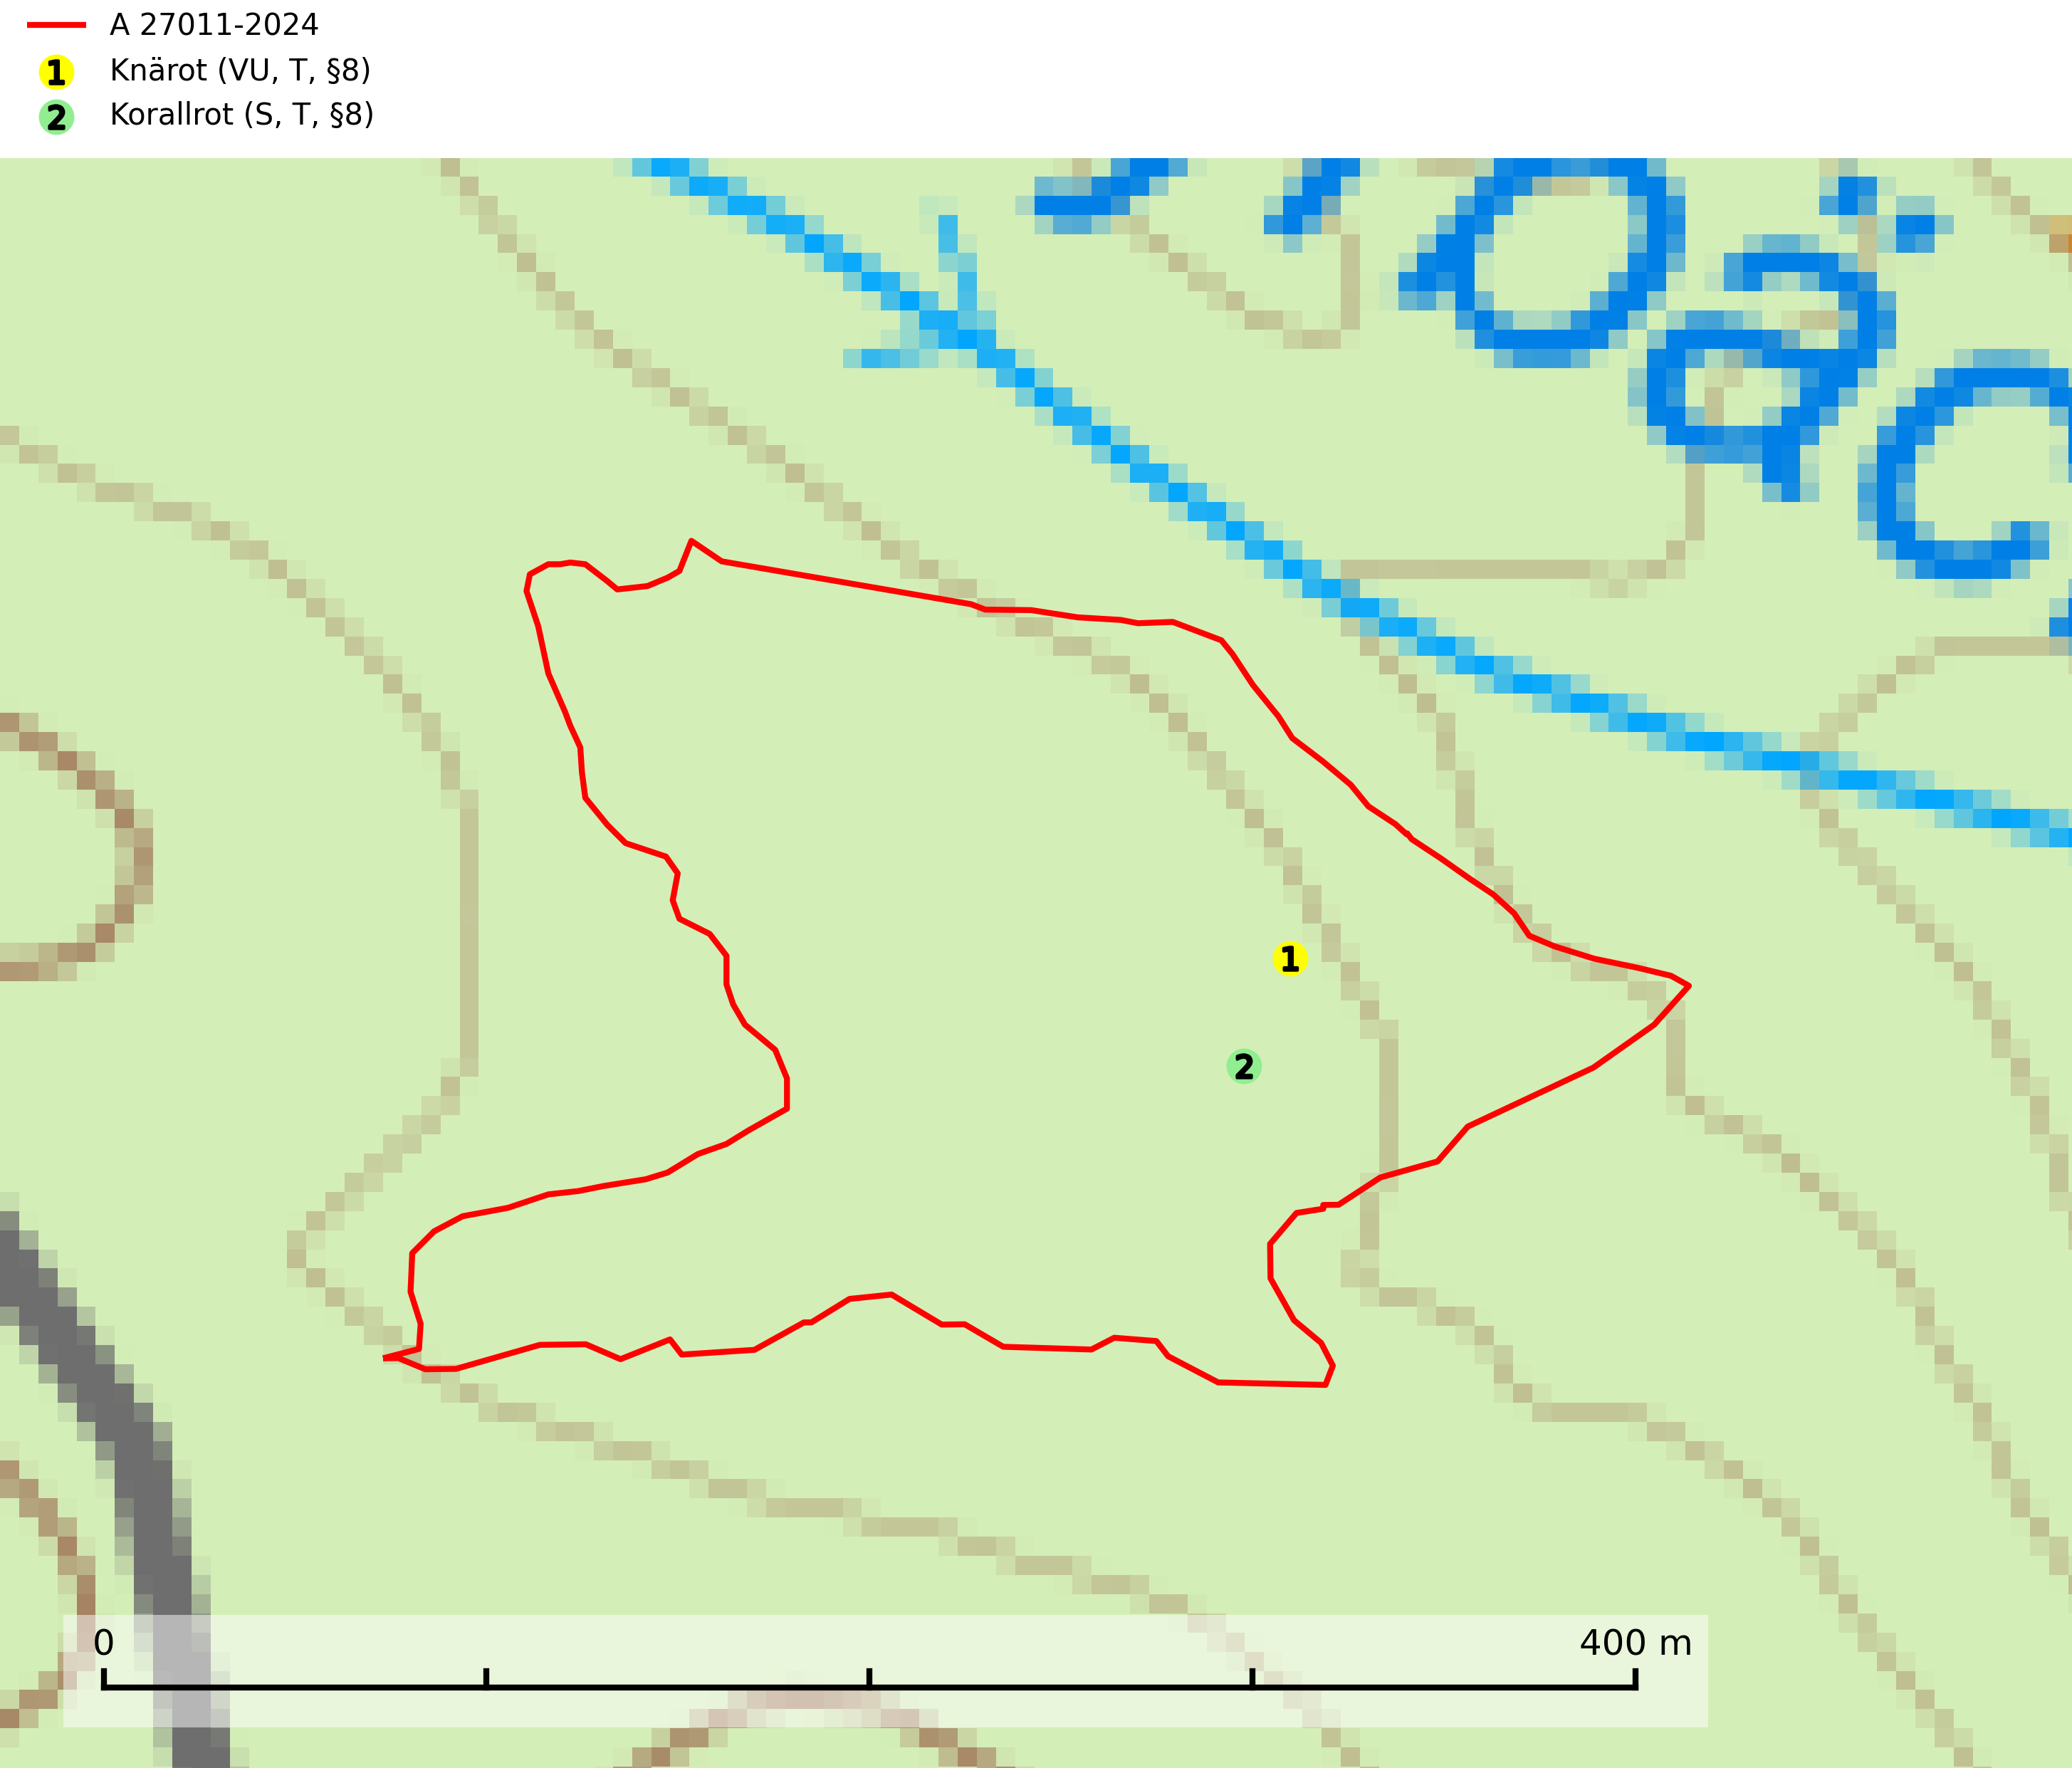 A 27011-2024
1 Knärot (VU, T, §8)
2 Korallrot (S, T, §8)
1
2
0 400 m